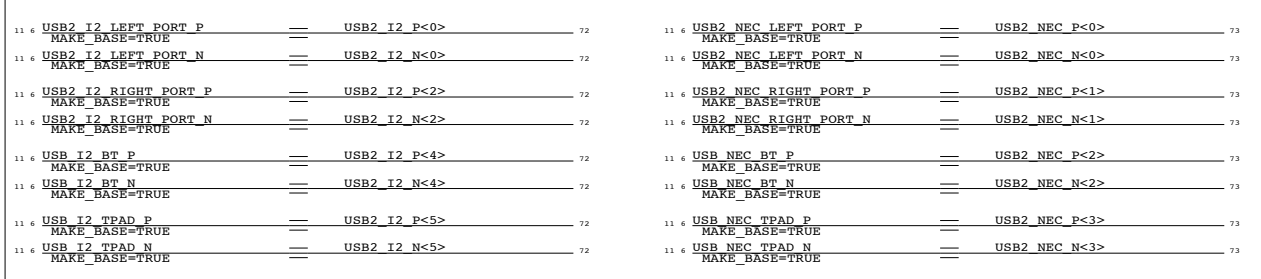 11 6 USB2_I2_LEFT_PORT_P USB2_I2_P<0> 72
MAKE_BASE=TRUE
11 6 USB2_I2_LEFT_PORT_N USB2_I2_N<0> 72
MAKE_BASE=TRUE
11 6 USB2_I2_RIGHT_PORT_P USB2_I2_P<2> 72
MAKE_BASE=TRUE
11 6 USB2_I2_RIGHT_PORT_N USB2_I2_N<2> 72
MAKE_BASE=TRUE
11 6 USB_I2_BT_P USB2_I2_P<4> 72
MAKE_BASE=TRUE
11 6 USB_I2_BT_N USB2_I2_N<4> 72
MAKE_BASE=TRUE
11 6 USB_I2_TPAD_P USB2_I2_P<5> 72
MAKE_BASE=TRUE
11 6 USB_I2_TPAD_N USB2_I2_N<5> 72
MAKE_BASE=TRUE
11 6 USB2_NEC_LEFT_PORT_P USB2_NEC_P<0> 73
MAKE_BASE=TRUE
11 6 USB2_NEC_LEFT_PORT_N USB2_NEC_N<0> 73
MAKE_BASE=TRUE
11 6 USB2_NEC_RIGHT_PORT_P USB2_NEC_P<1> 73
MAKE_BASE=TRUE
11 6 USB2_NEC_RIGHT_PORT_N USB2_NEC_N<1> 73
MAKE_BASE=TRUE
11 6 USB_NEC_BT_P USB2_NEC_P<2> 73
MAKE_BASE=TRUE
11 6 USB_NEC_BT_N USB2_NEC_N<2> 73
MAKE_BASE=TRUE
11 6 USB_NEC_TPAD_P USB2_NEC_P<3> 73
MAKE_BASE=TRUE
11 6 USB_NEC_TPAD_N USB2_NEC_N<3> 73
MAKE_BASE=TRUE